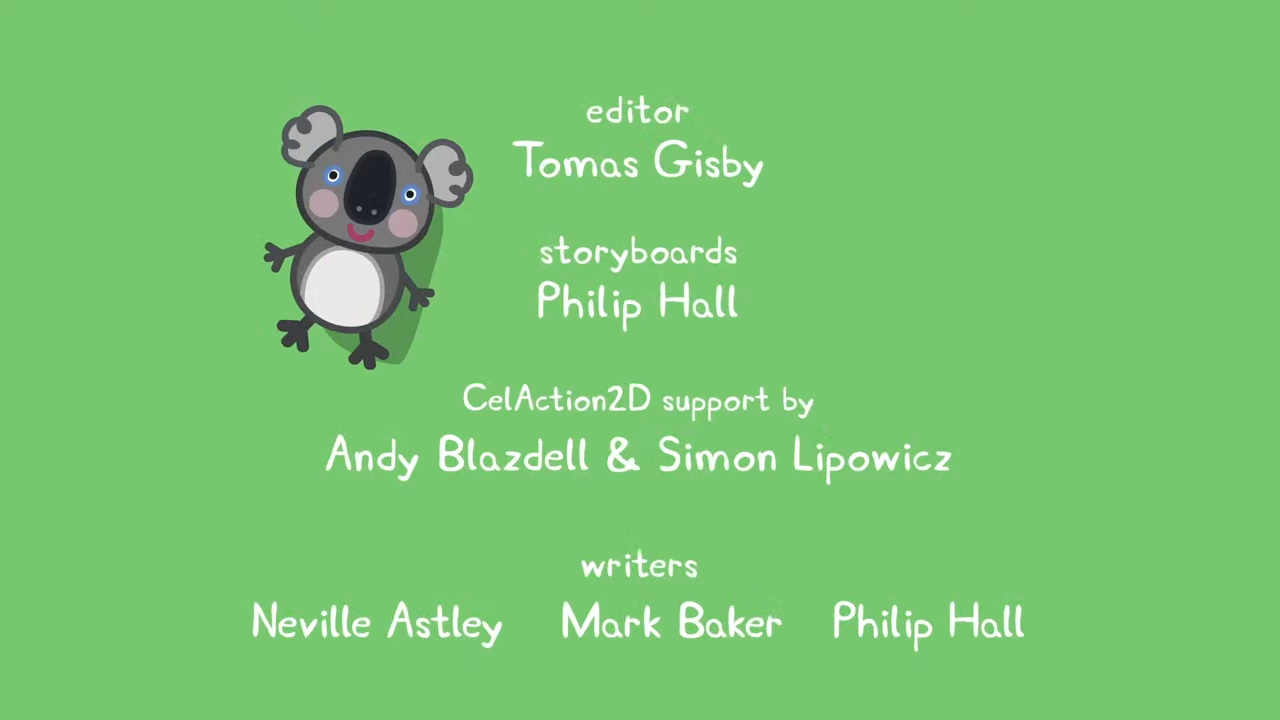 editor
Tomas Gisby
storyboards
Philip Hall
CelAction2D support by
Andy Blazdell & Simon Lipowicz
writers
Neville Astley Mark Baker Philip Hall